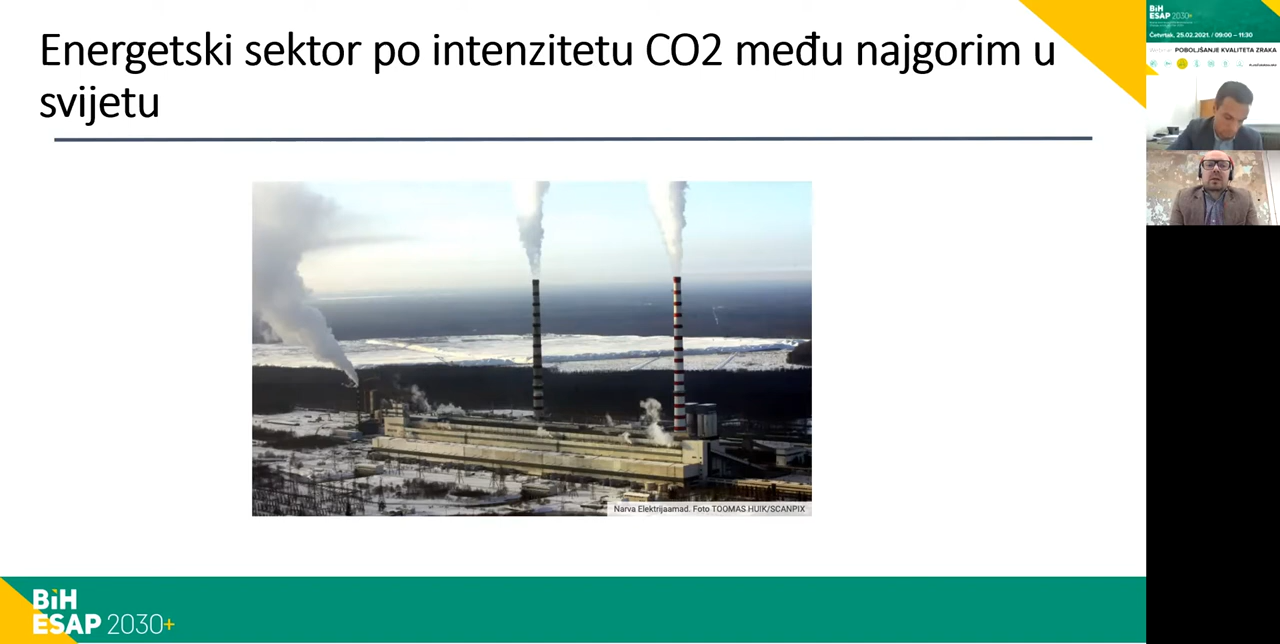 Energetski sektor po intenzitetu CO2 među najgorim u
svijetu
Narva Elektrijaamad. Foto TOOMAS HUIK/SCANPIX
BiH
ESAP 2030+
BiH
ESAP 2030+
Četvrtak, 25.02.2021. / 09:00 – 11:30
POBOLJŠANJE KVALITETA ZRAKA